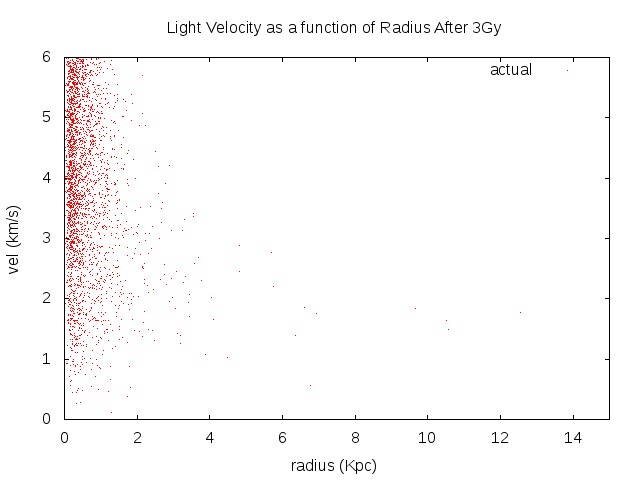 Light Velocity as a function of Radius After 3Gy
actual
6
5
4
3
2
1
0
vel (km/s)
0 2 4 6 8 10 12 14
radius (Kpc)